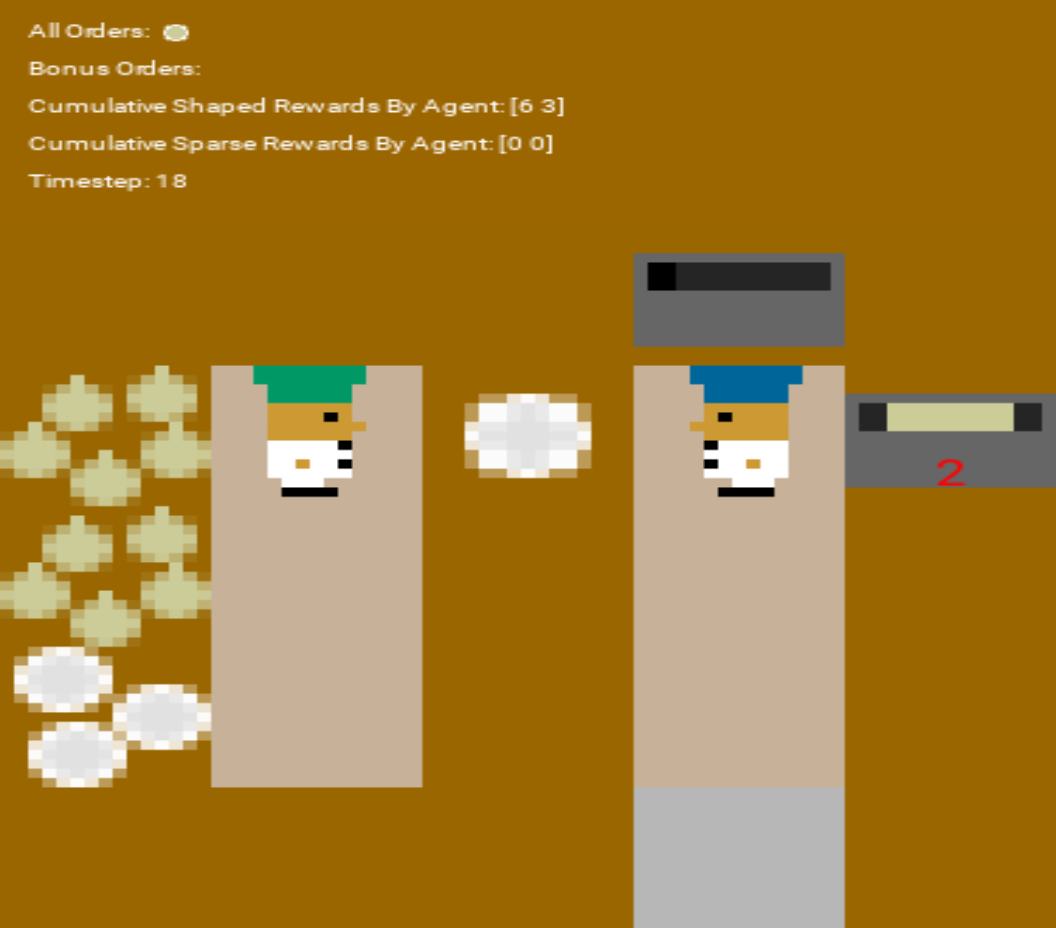 All Orders:
Bonus Orders:
Cumulative Shaped Rewards By Agent: [6 3]
Cumulative Sparse Rewards By Agent: [0 0]
Timestep: 18
2